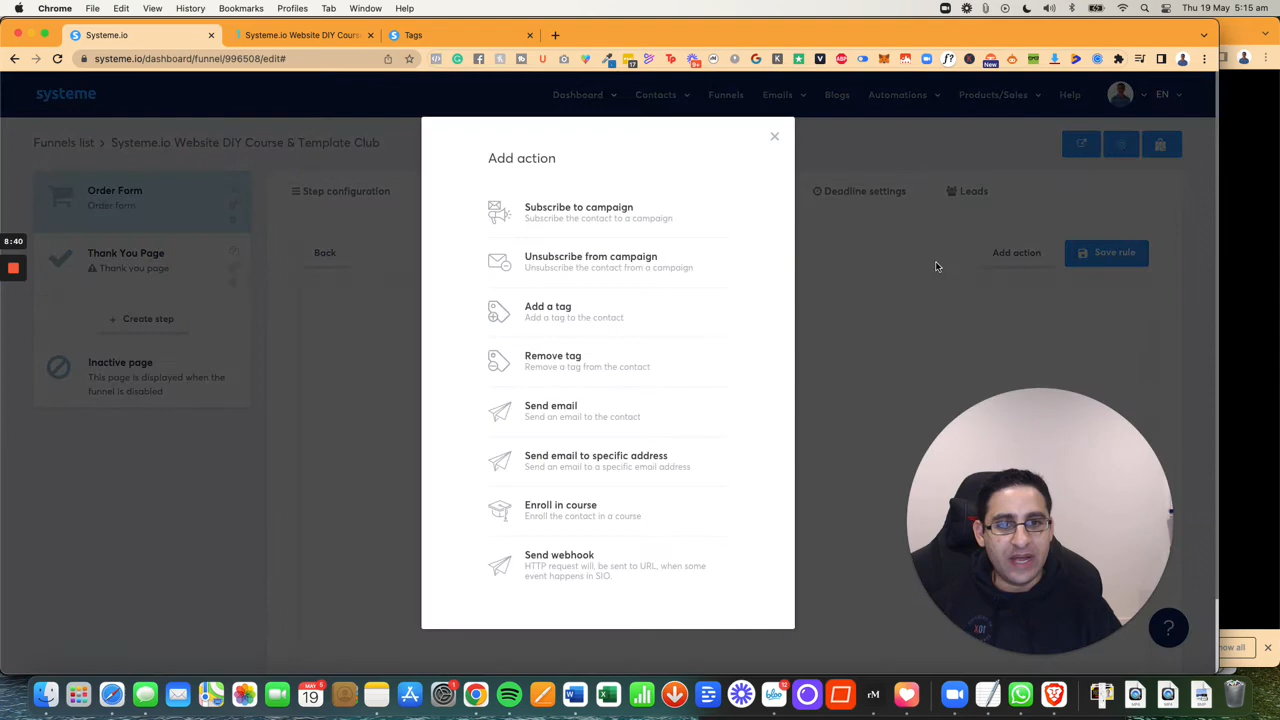 Chrome File Edit View History Bookmarks Profiles Tab Window Help
Thu 19 May 5:15 am
Systeme.io
Systeme.io Website DIY Cours
Tags
systeme.io/dashboard/funnel/996508/edit#
systeme
Dashboard Contacts Funnels Emails Blogs Automations Products/Sales Help EN
Funnels list > Systeme.io Website DiY Course & Template Club
Order Form
Order form
Thank You Page
Thank you page
Create step
Inactive page
This page is displayed when the
funnel is disabled
8:40
Step configuration
Deadline settings
Leads
Back
Add action
Save rule
Add action
Subscribe to campaign
Subscribe the contact to a campaign
Unsubscribe from campaign
Unsubscribe the contact from a campaign
Add a tag
Add a tag to the contact
Remove tag
Remove a tag from the contact
Send email
Send an email to the contact
Send email to specific address
Send an email to a specific email address
Enroll in course
Enroll the contact in a course
Send webhook
HTTP request will, be sent to URL, when some
event happens in SIO.
?